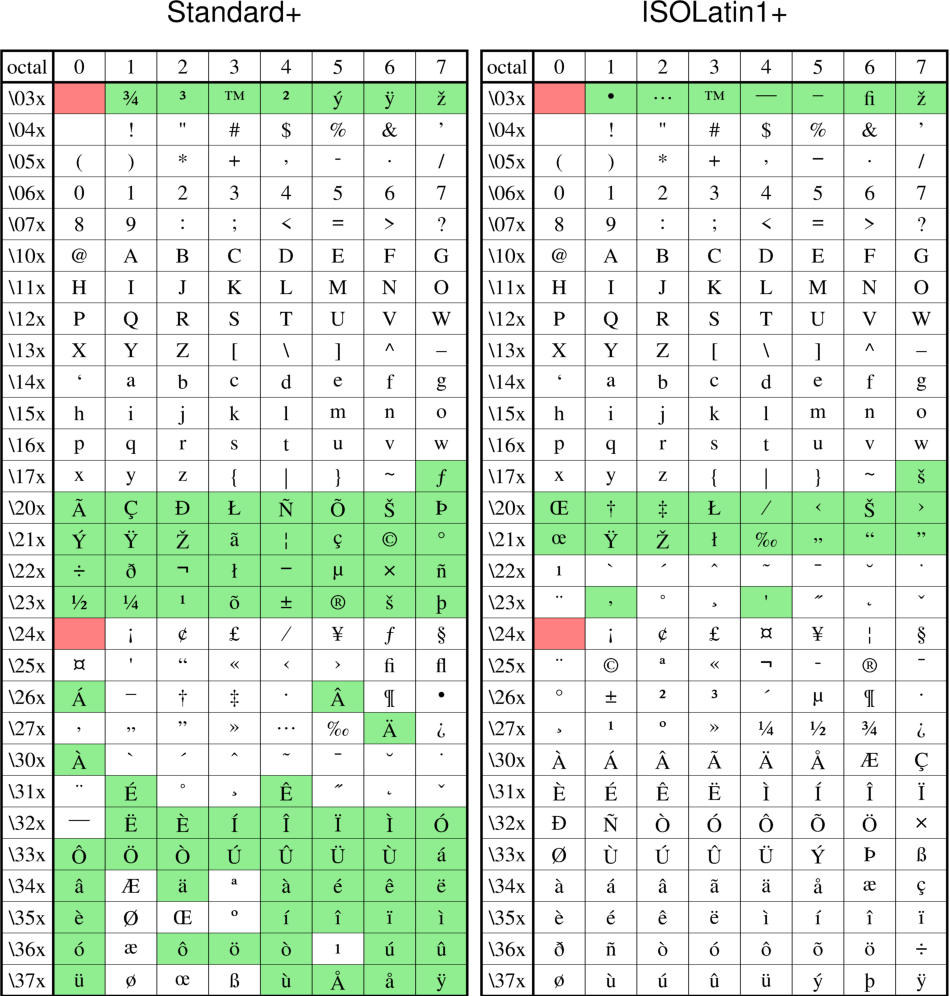 Standard+ ISOLatin1+
octal 0 1 2 3 4 5 6 7 octal 0 1 2 3 4 5 6 7
\03x ¾ ³ ™ ² ý ÿ ž \03x • … ™ — − fi ž
\04x ! " # $ % & ’ \04x ! " # $ % & ’
\05x ( ) * + , - . / \05x ( ) * + , − . /
\06x 0 1 2 3 4 5 6 7 \06x 0 1 2 3 4 5 6 7
\07x 8 9 : ; < = > ? \07x 8 9 : ; < = > ?
\10x @ A B C D E F G \10x @ A B C D E F G
\11x H I J K L M N O \11x H I J K L M N O
\12x P Q R S T U V W \12x P Q R S T U V W
\13x X Y Z [ \ ] ^ _ \13x X Y Z [ \ ] ^ _
\14x ‘ a b c d e f g \14x ‘ a b c d e f g
\15x h i j k l m n o \15x h i j k l m n o
\16x p q r s t u v w \16x p q r s t u v w
\17x x y z { | } ~ ƒ \17x x y z { | } ~ š
\20x Ã Ç Ð Ł Ñ Õ Š Þ \20x Œ † ‡ Ł ⁄ ‹ Š ›
\21x Ý Ÿ Ž ã ¦ ç © ° \21x œ Ÿ Ž ł ‰ „ “ ”
\22x ÷ ð ¬ ł − µ × ñ \22x ı ` ´ ˆ ˜ ¯ ˘ ˙
\23x ½ ¼ ¹ õ ± ® š þ \23x ¨ ‚ ˚ ¸ ' ˝ ˛ ˇ
\24x ¡ ¢ £ ⁄ ¥ ƒ § \24x ¡ ¢ £ ¤ ¥ ¦ §
\25x ¤ ' “ « ‹ › fi fl \25x ¨ © ª « ¬ - ® ¯
\26x Á – † ‡ · Â ¶ • \26x ° ± ² ³ ´ µ ¶ ·
\27x ‚ „ ” » … ‰ Ä ¿ \27x ¸ ¹ º » ¼ ½ ¾ ¿
\30x À ` ´ ˆ ˜ ¯ ˘ ˙ \30x À Á Â Ã Ä Å Æ Ç
\31x ¨ É ˚ ¸ Ê ˝ ˛ ˇ \31x È É Ê Ë Ì Í Î Ï
\32x — Ë È Í Î Ï Ì Ó \32x Ð Ñ Ò Ó Ô Õ Ö ×
\33x Ô Ö Ò Ú Û Ü Ù á \33x Ø Ù Ú Û Ü Ý Þ ß
\34x â Æ ä ª à é ê ë \34x à á â ã ä å æ ç
\35x è Ø Œ º í î ï ì \35x è é ê ë ì í î ï
\36x ó æ ô ö ò ı ú û \36x ð ñ ò ó ô õ ö ÷
\37x ü ø œ ß ù Å å ÿ \37x ø ù ú û ü ý þ ÿ